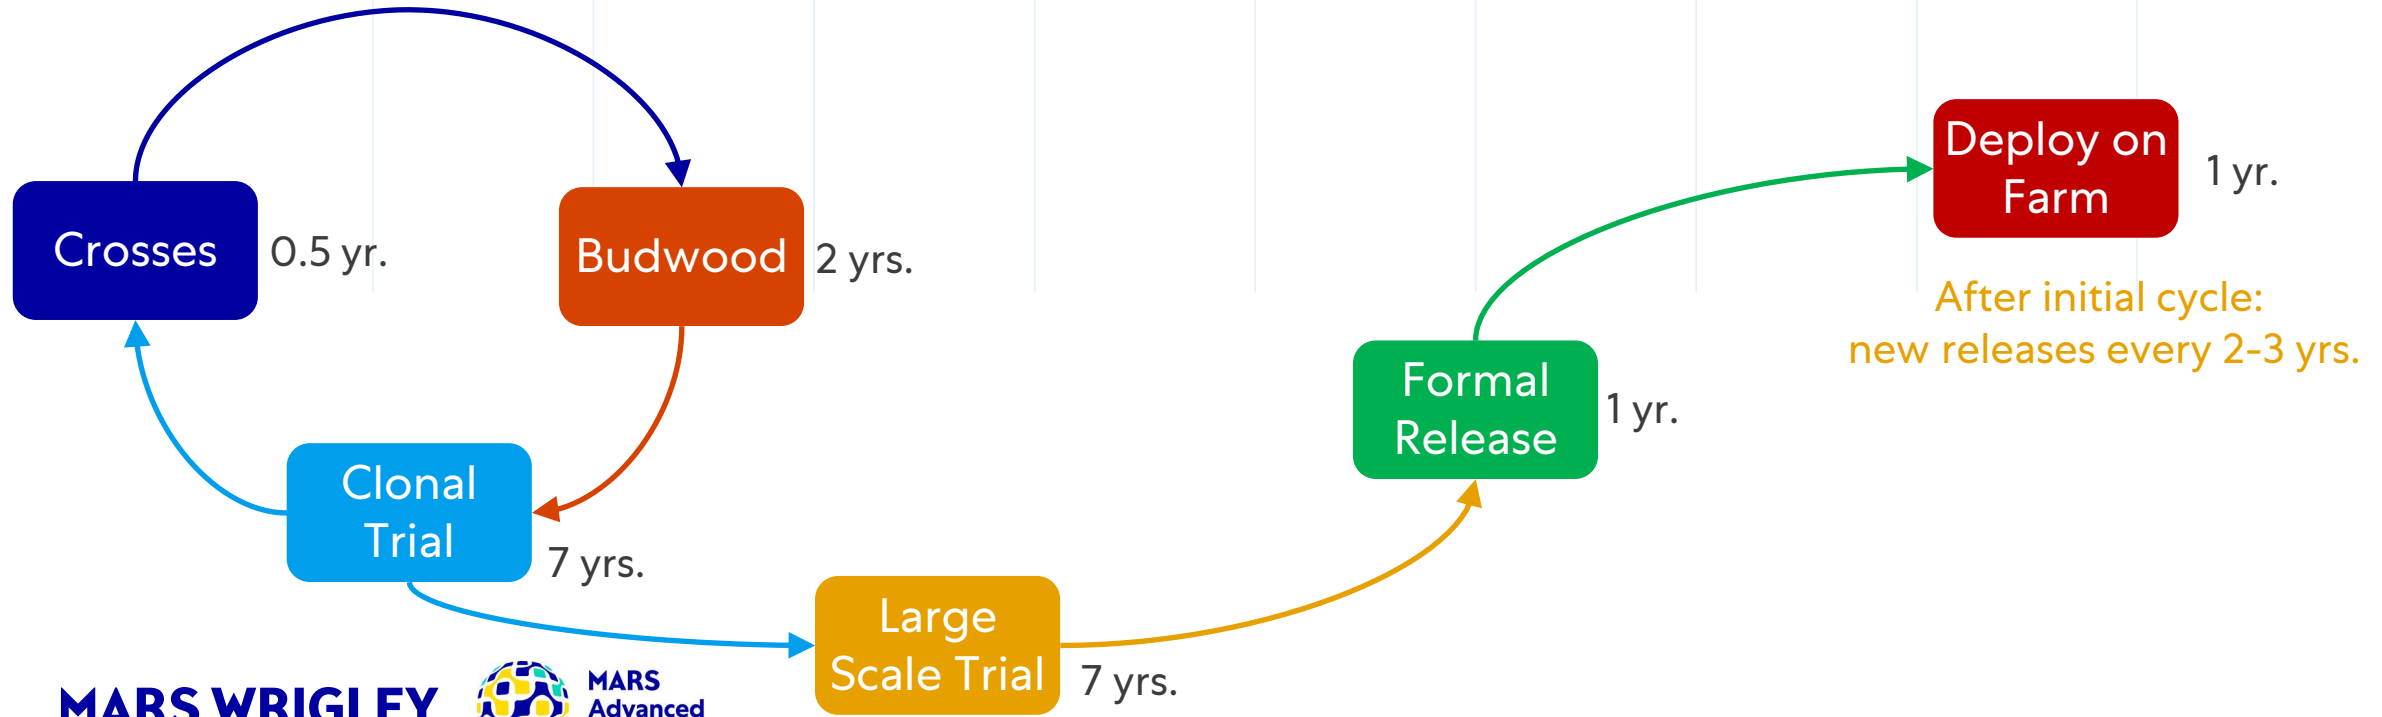 Crosses
0.5 yr.
Budwood
2 yrs.
Clonal
Trial
7 yrs.
Large
Scale Trial
7 yrs.
Formal
Release
1 yr.
Deploy on
Farm
1 yr.
After initial cycle:
new releases every 2-3 yrs.
MARS WRIGLEY
MARS
Advanced